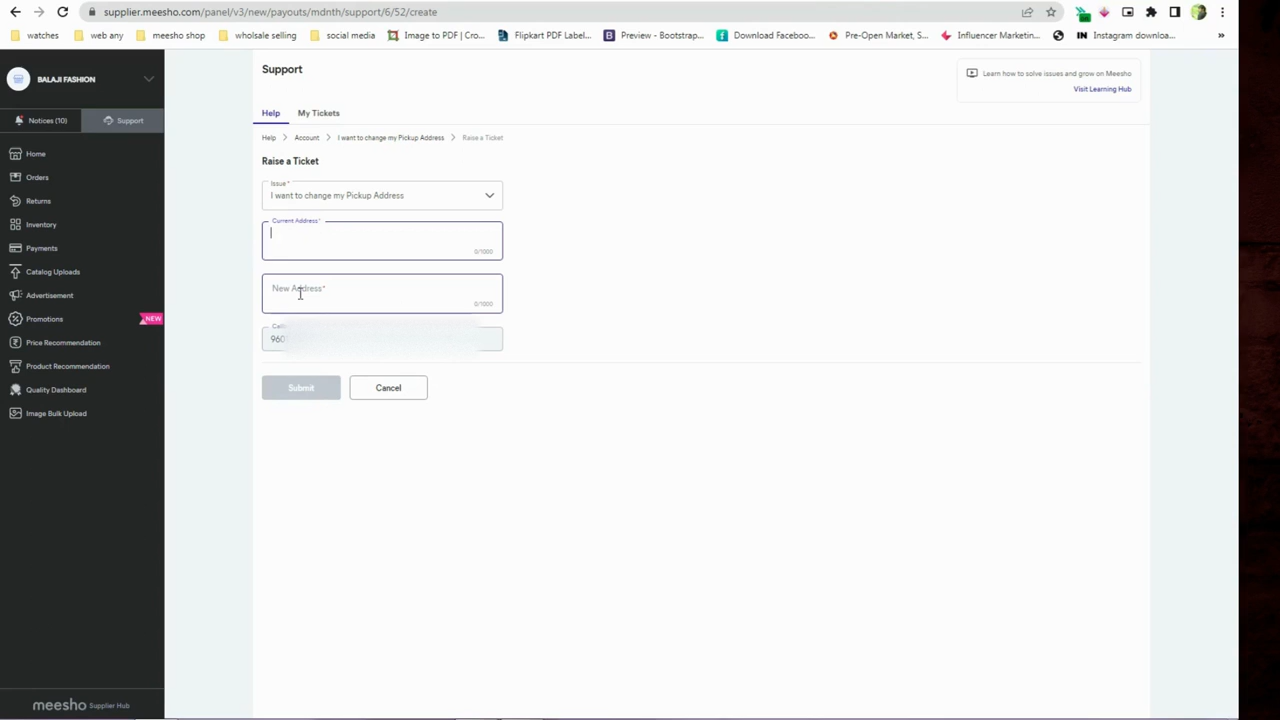 supplier.meesho.com/panel/v3/new/payouts/mdnth/support/6/52/create
watches
web any
meesho shop
wholsale selling
social media
Image to PDF | Cro...
Flipkart PDF Label...
Preview - Bootstrap...
Download Faceboo...
Pre-Open Market, S...
Influencer Marketin...
Instagram downloa...
»
BALAJI FASHION
Notices (10)
Support
Home
Orders
Returns
Inventory
Payments
Catalog Uploads
Advertisement
Promotions
NEW
Price Recommendation
Product Recommendation
Quality Dashboard
Image Bulk Upload
meesho Supplier Hub
Support
Learn how to solve issues and grow on Meesho
Visit Learning Hub
Help
My Tickets
Help > Account > I want to change my Pickup Address > Raise a Ticket
Raise a Ticket
Issue*
I want to change my Pickup Address
Current Address*
0/1000
New Address*
0/1000
960
Submit
Cancel